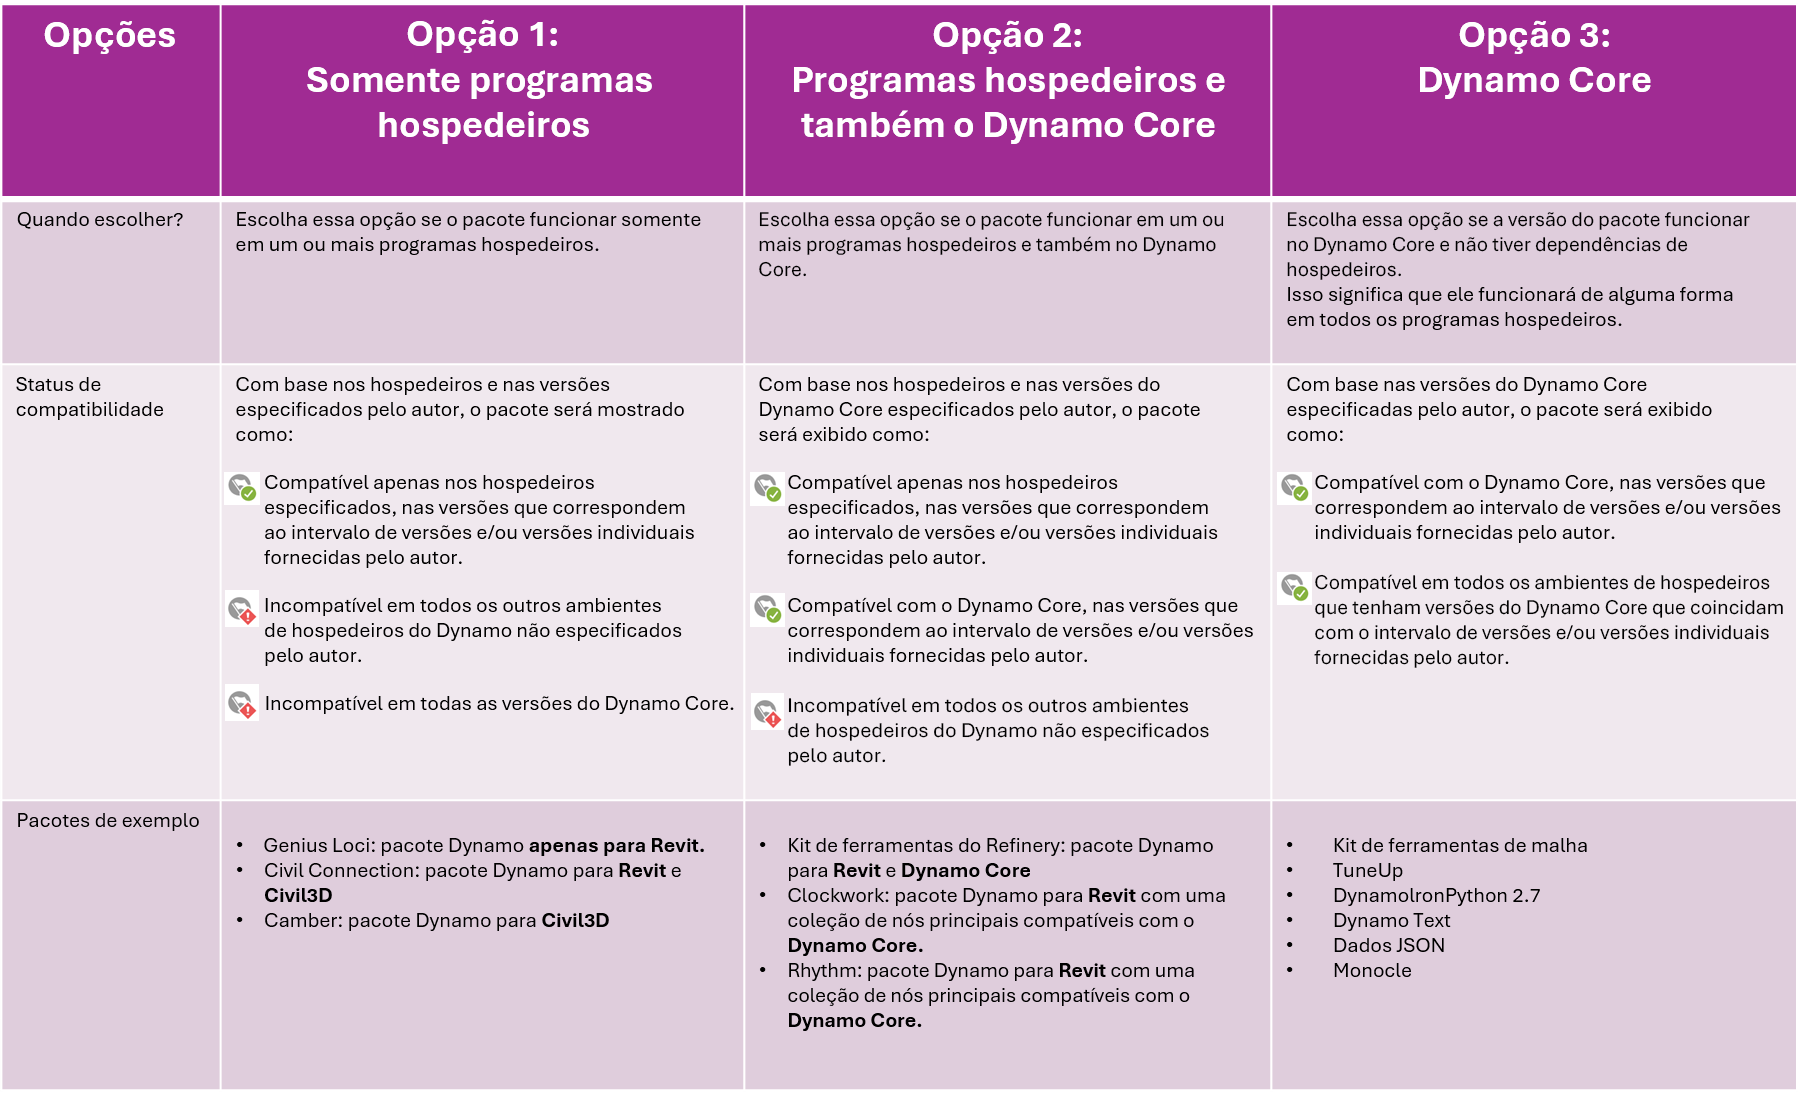 Opções
Opção 1:
Somente programas
hospedeiros
Opção 2:
Programas hospedeiros e
também o Dynamo Core
Opção 3:
Dynamo Core
Quando escolher?
Escolha essa opção se o pacote funcionar somente
em um ou mais programas hospedeiros.
Escolha essa opção se o pacote funcionar em um ou
mais programas hospedeiros e também no Dynamo
Core.
Escolha essa opção se a versão do pacote funcionar
no Dynamo Core e não tiver dependências de
hospedeiros.
Isso significa que ele funcionará de alguma forma
em todos os programas hospedeiros.
Status de
compatibilidade
Com base nos hospedeiros e nas versões
especificados pelo autor, o pacote será mostrado
como:
Compatível apenas nos hospedeiros
especificados, nas versões que correspondem
ao intervalo de versões e/ou versões individuais
fornecidas pelo autor.
Incompatível em todos os outros ambientes
de hospedeiros do Dynamo não especificados
pelo autor.
Incompatível em todas as versões do Dynamo Core.
Com base nos hospedeiros e nas versões do
Dynamo Core especificados pelo autor, o pacote
será exibido como:
Compatível apenas nos hospedeiros
especificados, nas versões que correspondem
ao intervalo de versões e/ou versões individuais
fornecidas pelo autor.
Compatível com o Dynamo Core, nas versões que
correspondem ao intervalo de versões e/ou versões
individuais fornecidas pelo autor.
Incompatível em todos os outros ambientes
de hospedeiros do Dynamo não especificados
pelo autor.
Com base nas versões do Dynamo Core
especificadas pelo autor, o pacote será exibido
como:
Compatível com o Dynamo Core, nas versões que
correspondem ao intervalo de versões e/ou versões
individuais fornecidas pelo autor.
Compatível em todos os ambientes de hospedeiros
que tenham versões do Dynamo Core que coincidam
com o intervalo de versões e/ou versões individuais
fornecidas pelo autor.
Pacotes de exemplo
• Genius Loci: pacote Dynamo apenas para Revit.
• Civil Connection: pacote Dynamo para Revit e
Civil3D
• Camber: pacote Dynamo para Civil3D
• Kit de ferramentas do Refinery: pacote Dynamo
para Revit e Dynamo Core
• Clockwork: pacote Dynamo para Revit com uma
coleção de nós principais compatíveis com o
Dynamo Core.
• Rhythm: pacote Dynamo para Revit com uma
coleção de nós principais compatíveis com o
Dynamo Core.
• Kit de ferramentas de malha
• TuneUp
• DynamoIronPython 2.7
• Dynamo Text
• Dados JSON
• Monocle